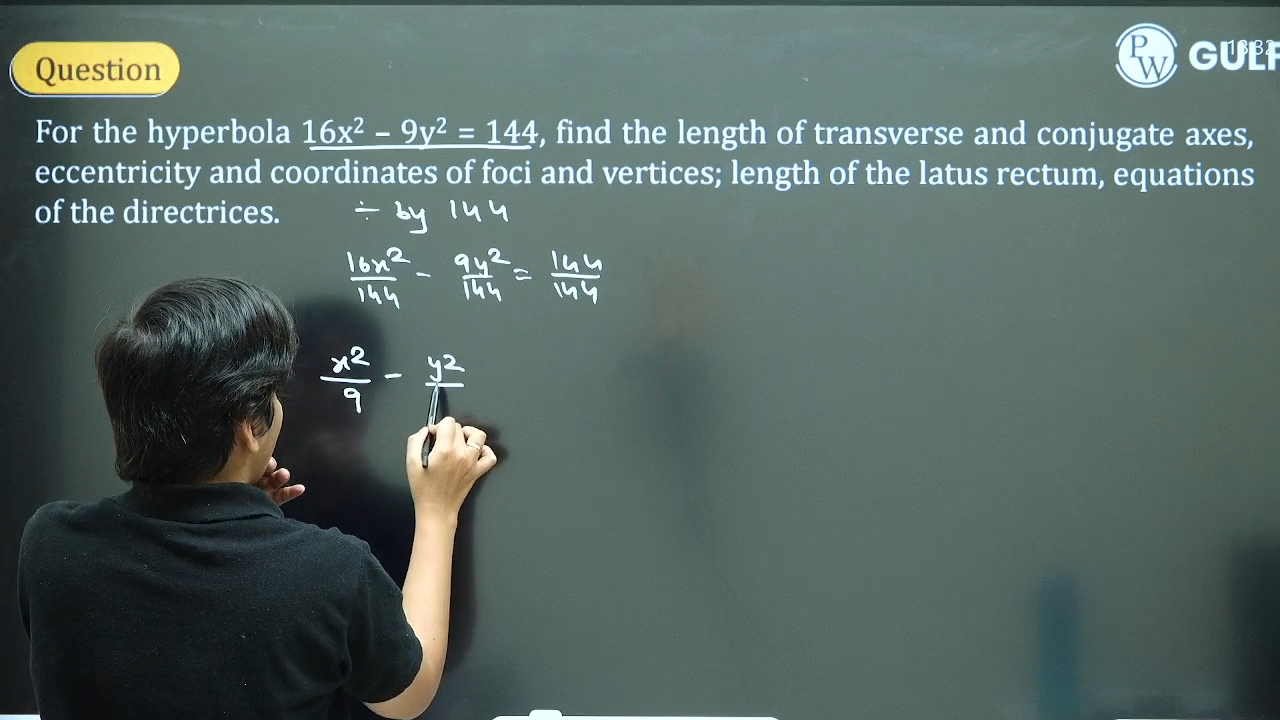 Question
PW GULF
For the hyperbola 16x² – 9y² = 144, find the length of transverse and conjugate axes,
eccentricity and coordinates of foci and vertices; length of the latus rectum, equations
of the directrices.
÷ by 144
16x²/144 - 9y²/144 = 144/144
x²/9 - y²